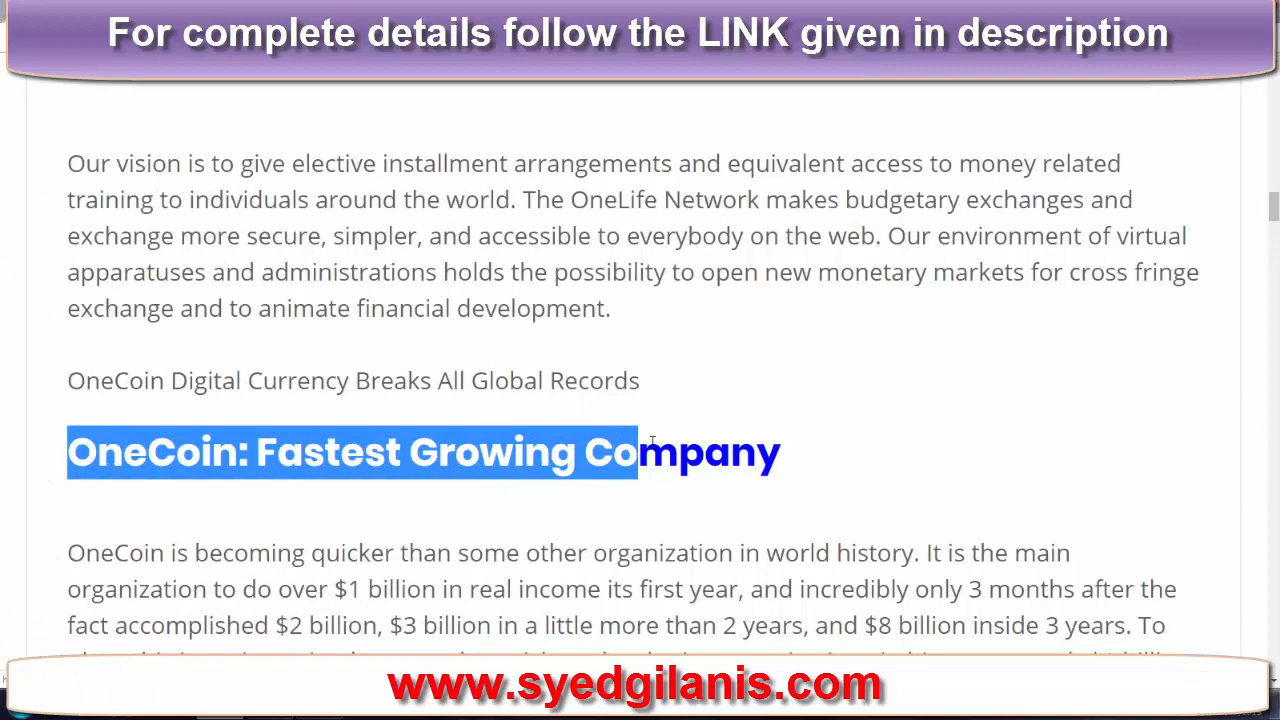 For complete details follow the LINK given in description
Our vision is to give elective installment arrangements and equivalent access to money related
training to individuals around the world. The OneLife Network makes budgetary exchanges and
exchange more secure, simpler, and accessible to everybody on the web. Our environment of virtual
apparatuses and administrations holds the possibility to open new monetary markets for cross fringe
exchange and to animate financial development.
OneCoin Digital Currency Breaks All Global Records
OneCoin: Fastest Growing Company
OneCoin is becoming quicker than some other organization in world history. It is the main
organization to do over $1 billion in real income its first year, and incredibly only 3 months after the
fact accomplished $2 billion, $3 billion in a little more than 2 years, and $8 billion inside 3 years. To
www.syedgilanis.com